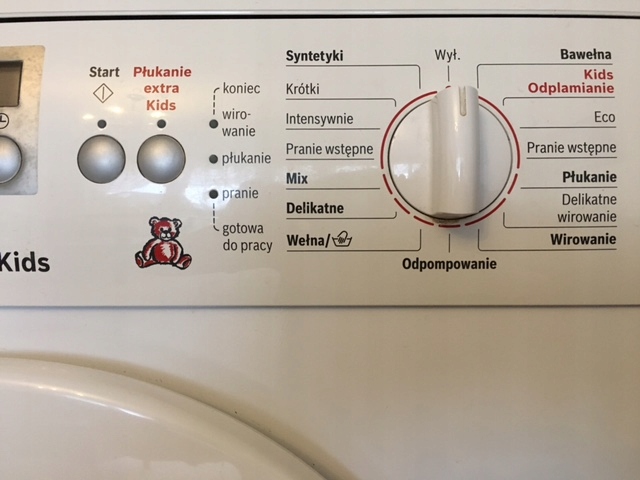 Start
Płukanie
extra
Kids
koniec
wiro-
wanie
płukanie
pranie
gotowa
do pracy
Kids
Syntetyki
Krótki
Intensywnie
Pranie wstępne
Mix
Delikatne
Wełna/
Wył.
Odpompowanie
Bawełna
Kids
Odplamianie
Eco
Pranie wstępne
Płukanie
Delikatne
wirowanie
Wirowanie